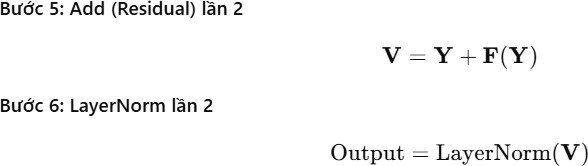 Bước 5: Add (Residual) lần 2
V = Y + F(Y)
Bước 6: LayerNorm lần 2
Output = LayerNorm(V)